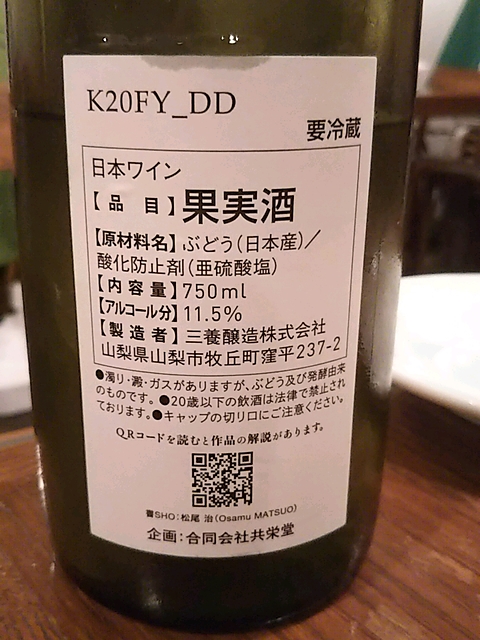 K20FY_DD
要冷蔵
日本ワイン
【品 目】果実酒
【原材料名】ぶどう(日本産)／
酸化防止剤(亜硫酸塩)
【内容量】750ml
【アルコール分】11.5%
【製造者】三養醸造株式会社
山梨県山梨市牧丘町窪平237-2
●濁り・澱・ガスがありますが、ぶどう及び発酵由来
のものです。●20歳以下の飲酒は法律で禁止され
ております。●キャップの切り口にご注意ください。
QRコードを読むと作品の解説があります。
書SHO：松尾 治(Osamu MATSUO)
企画：合同会社共栄堂